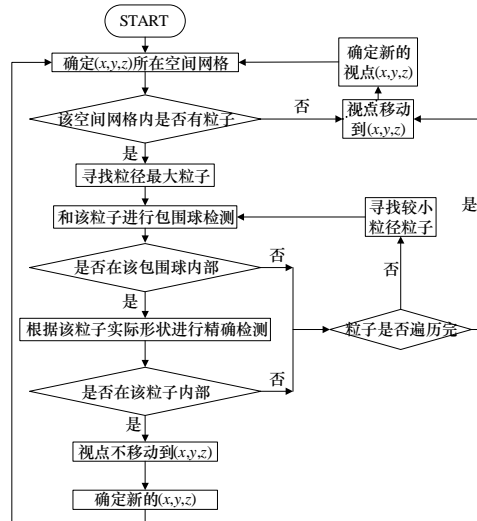 START
确定(x,y,z)所在空间网格
确定新的
视点(x,y,z)
该空间网格内是否有粒子
否
视点移动
到(x,y,z)
是
寻找粒径最大粒子
和该粒子进行包围球检测
寻找较小
粒径粒子
是
是否在该包围球内部
否
否
是
根据该粒子实际形状进行精确检测
粒子是否遍历完
是否在该粒子内部
否
是
视点不移动到(x,y,z)
确定新的(x,y,z)